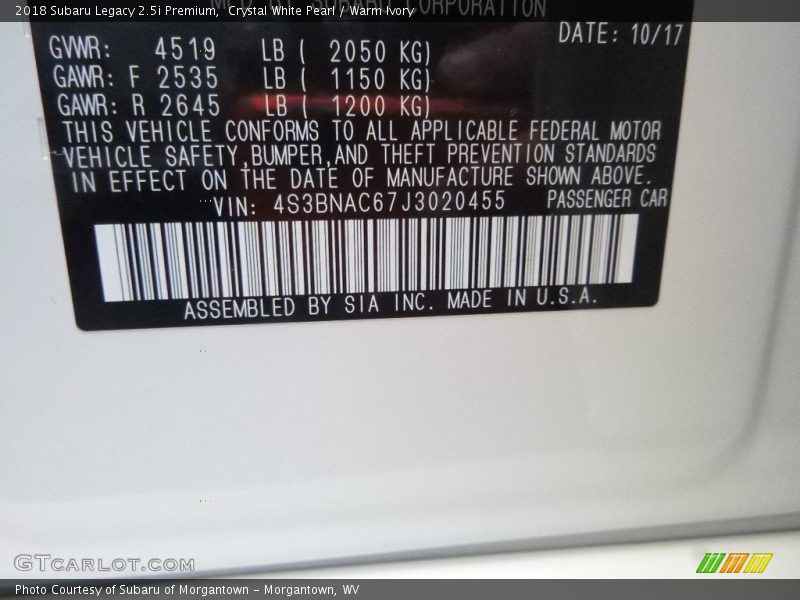 2018 Subaru Legacy 2.5i Premium,  Crystal White Pearl / Warm Ivory
SUBARU CORPORATION
DATE: 10/17
GVWR: 4519 LB ( 2050 KG)
GAWR: F 2535 LB ( 1150 KG)
GAWR: R 2645 LB ( 1200 KG)
THIS VEHICLE CONFORMS TO ALL APPLICABLE FEDERAL MOTOR
VEHICLE SAFETY,BUMPER,AND THEFT PREVENTION STANDARDS
IN EFFECT ON THE DATE OF MANUFACTURE SHOWN ABOVE.
VIN: 4S3BNAC67J3020455 PASSENGER CAR
ASSEMBLED BY SIA INC. MADE IN U.S.A.
GTCARLOT.COM
Photo Courtesy of Subaru of Morgantown - Morgantown, WV